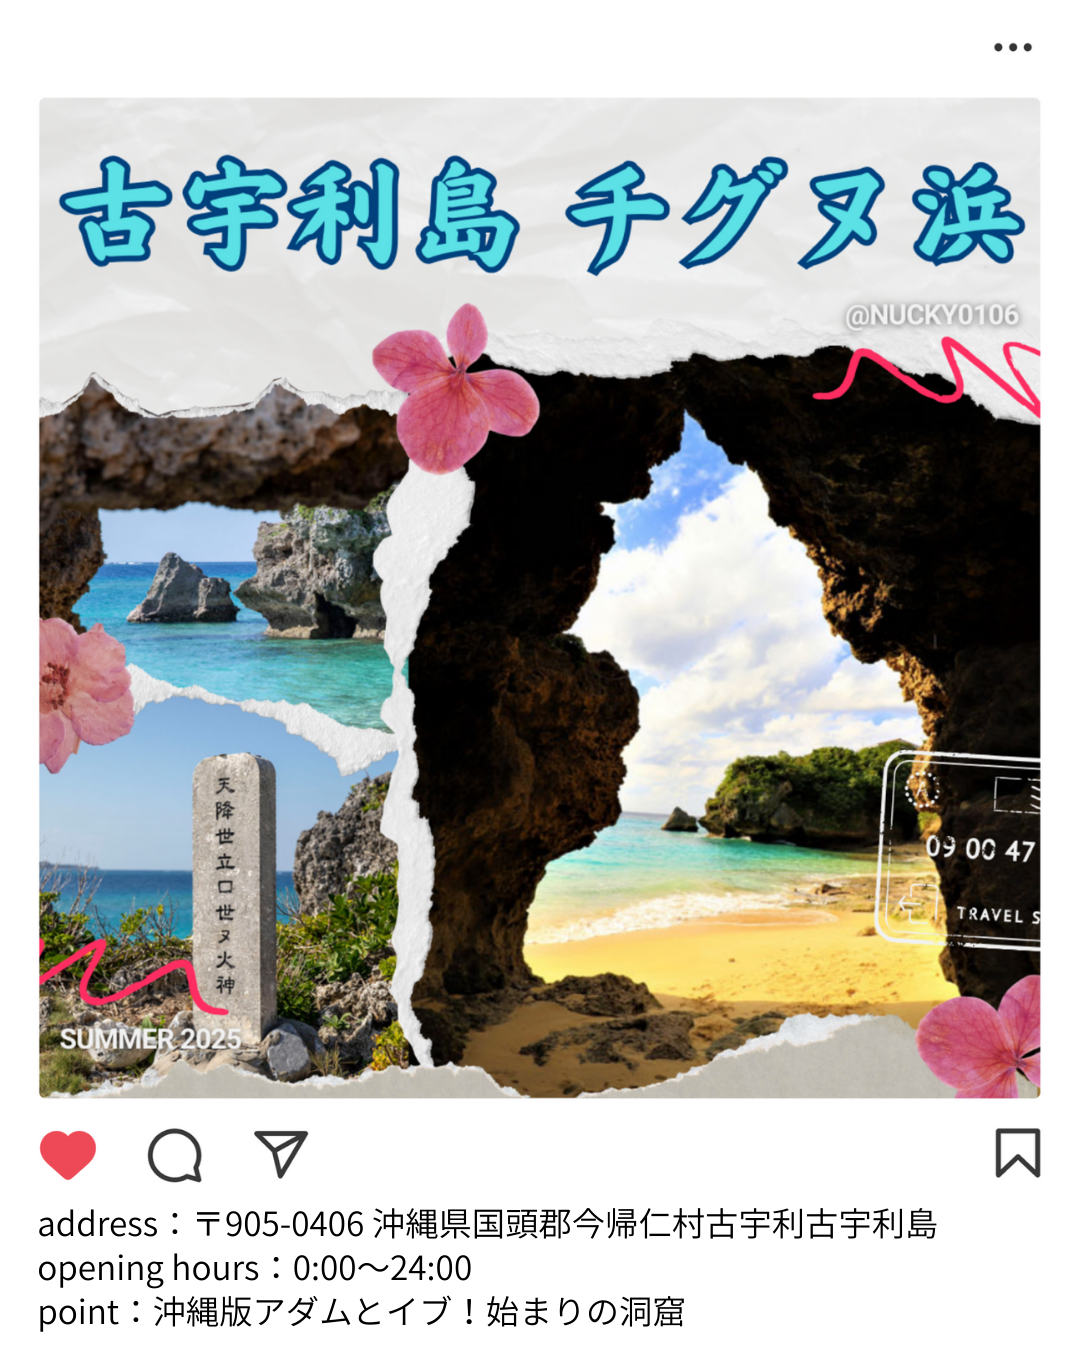 古宇利島 チグヌ浜
@NUCKY0106
天降世立口世ヌ火神
09 00 47
TRAVEL S
SUMMER 2025
address：〒905-0406 沖縄県国頭郡今帰仁村古宇利古宇利島
opening hours：0:00〜24:00
point：沖縄版アダムとイブ！始まりの洞窟